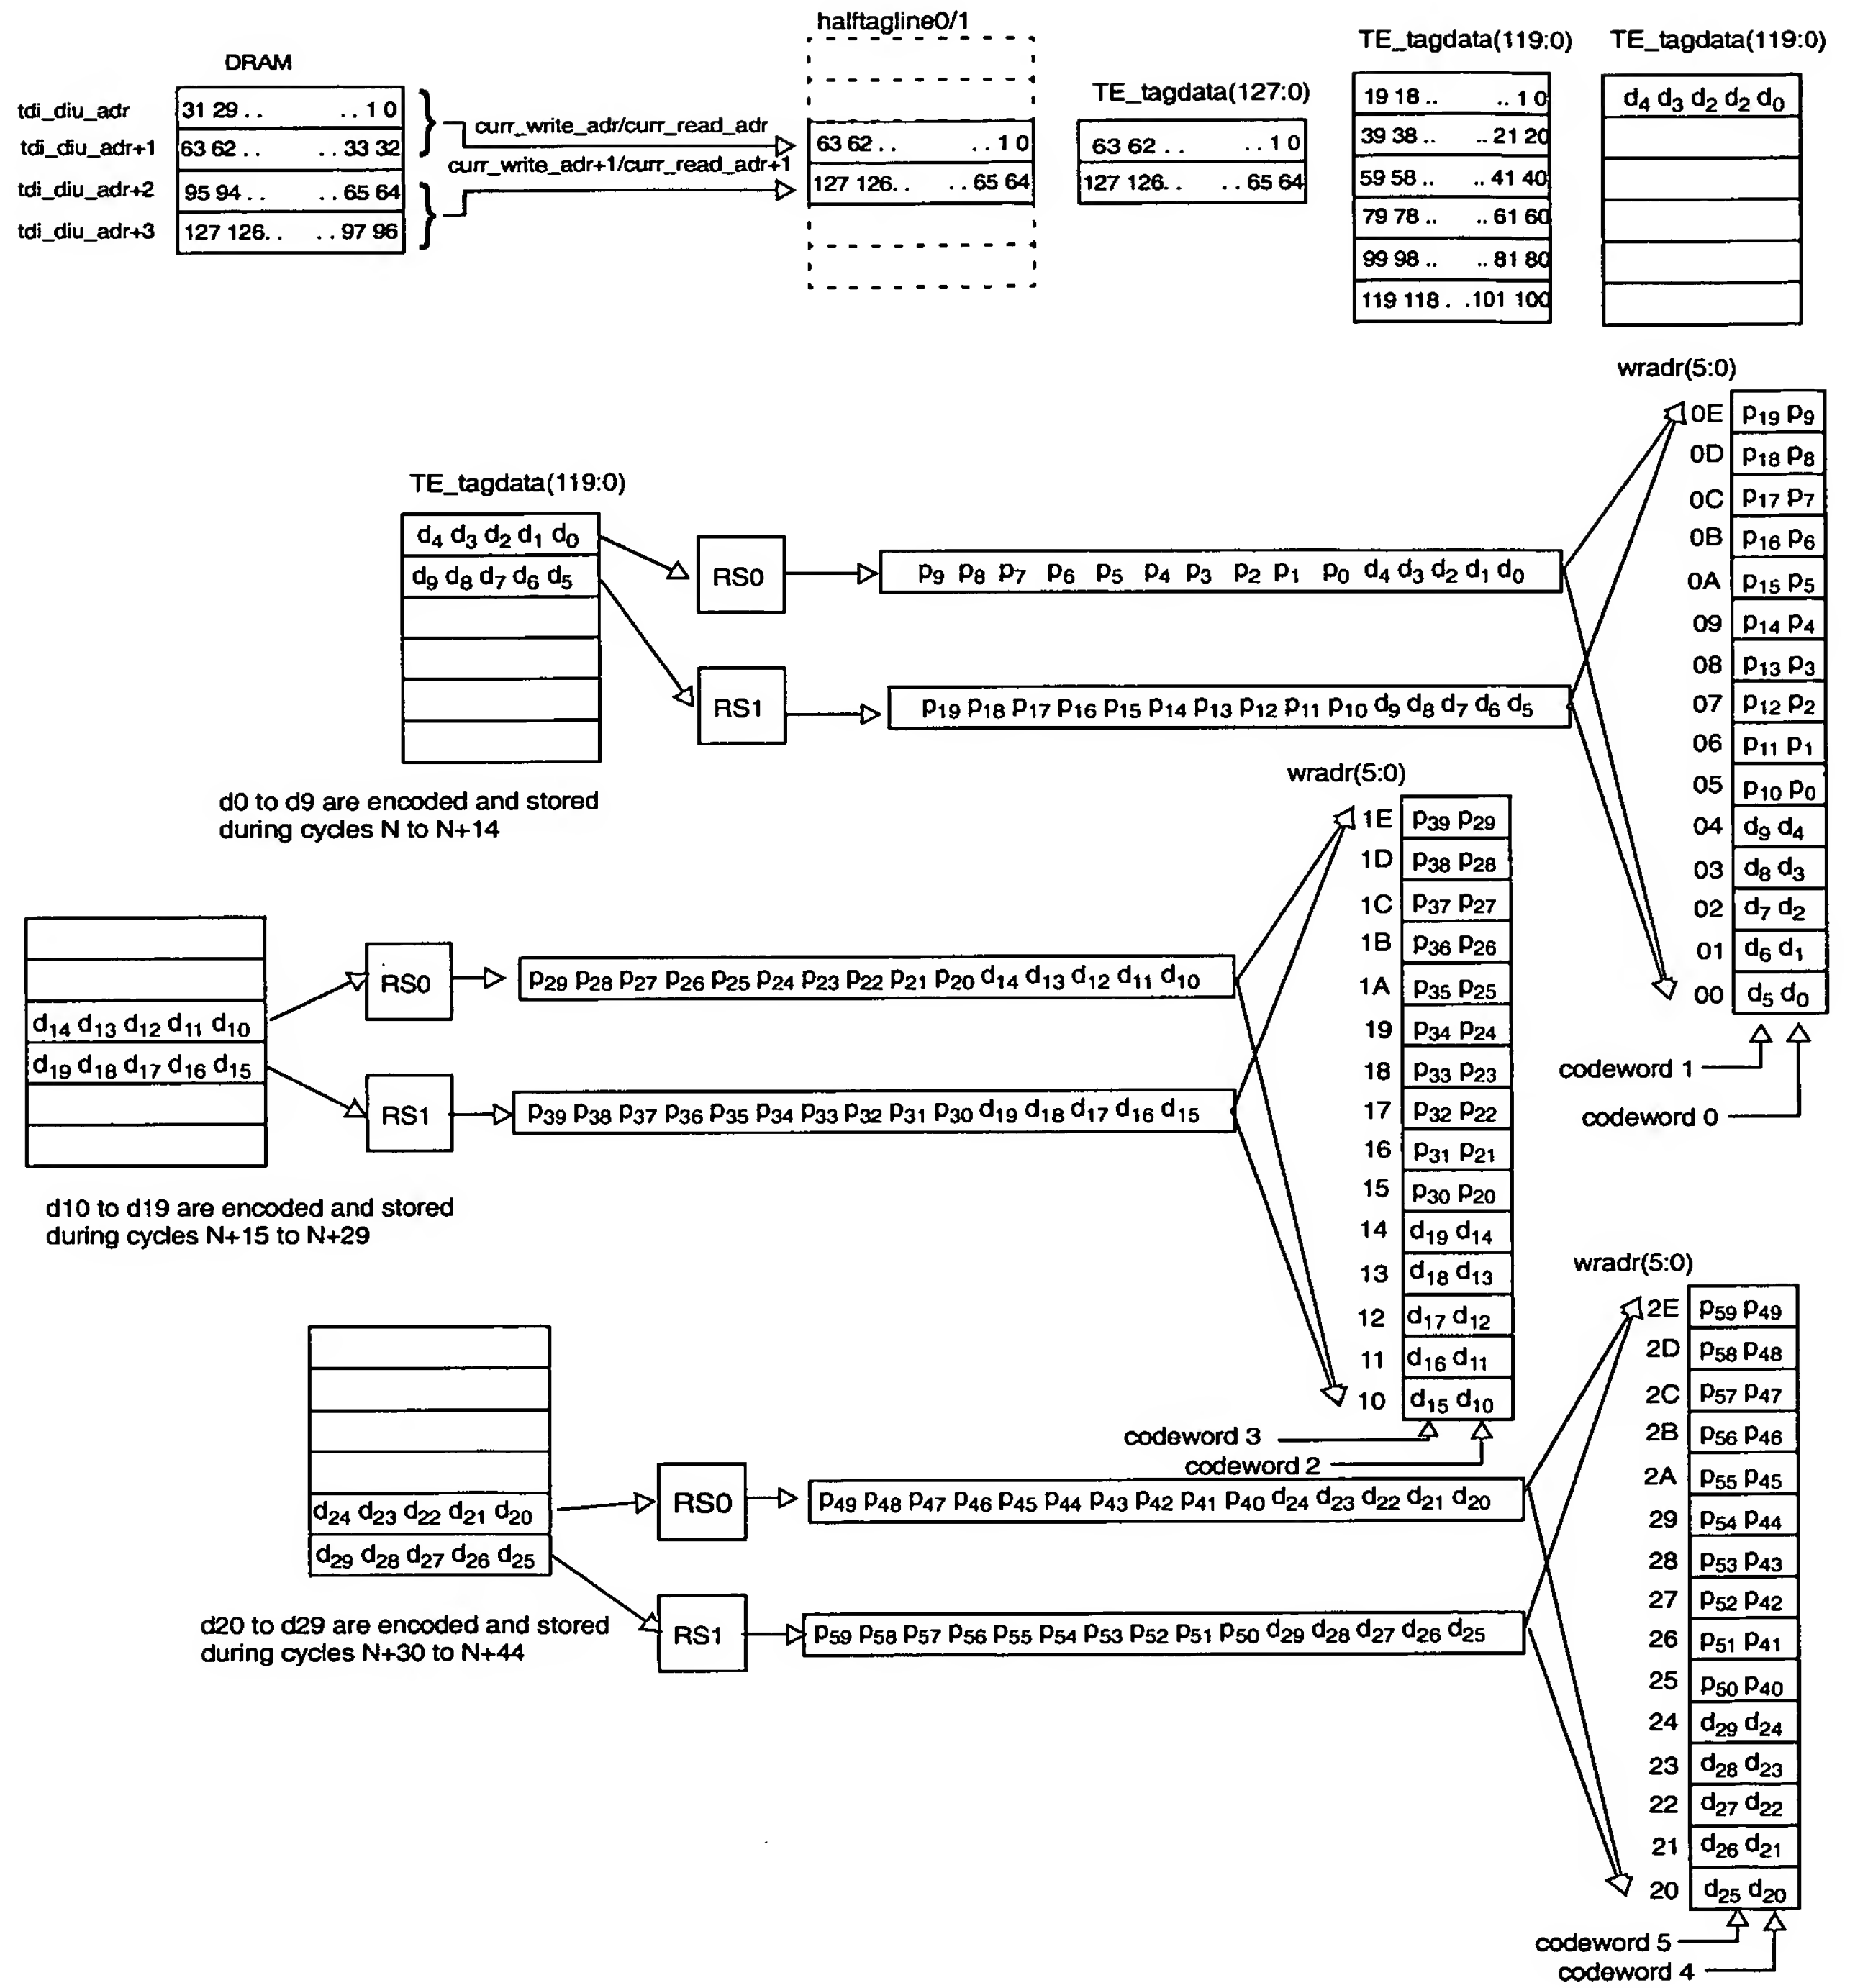 halftagline0/1
TE_tagdata(119:0) TE_tagdata(119:0)
DRAM
TE_tagdata(127:0)
tdi_diu_adr 31 29 . . . . 1 0
tdi_diu_adr+1 63 62 . . . . 33 32
tdi_diu_adr+2 95 94 . . . . 65 64
tdi_diu_adr+3 127 126. . . . 97 96
curr_write_adr/curr_read_adr
curr_write_adr+1/curr_read_adr+1
63 62 . . . . 1 0
127 126. . . . 65 64
63 62 . . . . 1 0
127 126. . . . 65 64
19 18 .. .. 1 0
39 38 .. .. 21 20
59 58 .. .. 41 40
79 78 .. .. 61 60
99 98 .. .. 81 80
119 118 . . 101 100
d4 d3 d2 d2 d0
wradr(5:0)
0E p19 p9
0D p18 p8
0C p17 p7
0B p16 p6
0A p15 p5
09 p14 p4
08 p13 p3
07 p12 p2
06 p11 p1
05 p10 p0
04 d9 d4
03 d8 d3
02 d7 d2
01 d6 d1
00 d5 d0
codeword 1
codeword 0
TE_tagdata(119:0)
d4 d3 d2 d1 d0
d9 d8 d7 d6 d5
RS0
p9 p8 p7 p6 p5 p4 p3 p2 p1 p0 d4 d3 d2 d1 d0
RS1
p19 p18 p17 p16 p15 p14 p13 p12 p11 p10 d9 d8 d7 d6 d5
d0 to d9 are encoded and stored
during cycles N to N+14
wradr(5:0)
1E p39 p29
1D p38 p28
1C p37 p27
1B p36 p26
1A p35 p25
19 p34 p24
18 p33 p23
17 p32 p22
16 p31 p21
15 p30 p20
14 d19 d14
13 d18 d13
12 d17 d12
11 d16 d11
10 d15 d10
codeword 3
codeword 2
d14 d13 d12 d11 d10
d19 d18 d17 d16 d15
RS0
p29 p28 p27 p26 p25 p24 p23 p22 p21 p20 d14 d13 d12 d11 d10
RS1
p39 p38 p37 p36 p35 p34 p33 p32 p31 p30 d19 d18 d17 d16 d15
d10 to d19 are encoded and stored
during cycles N+15 to N+29
wradr(5:0)
2E p59 p49
2D p58 p48
2C p57 p47
2B p56 p46
2A p55 p45
29 p54 p44
28 p53 p43
27 p52 p42
26 p51 p41
25 p50 p40
24 d29 d24
23 d28 d23
22 d27 d22
21 d26 d21
20 d25 d20
codeword 5
codeword 4
d24 d23 d22 d21 d20
d29 d28 d27 d26 d25
RS0
p49 p48 p47 p46 p45 p44 p43 p42 p41 p40 d24 d23 d22 d21 d20
RS1
p59 p58 p57 p56 p55 p54 p53 p52 p51 p50 d29 d28 d27 d26 d25
d20 to d29 are encoded and stored
during cycles N+30 to N+44